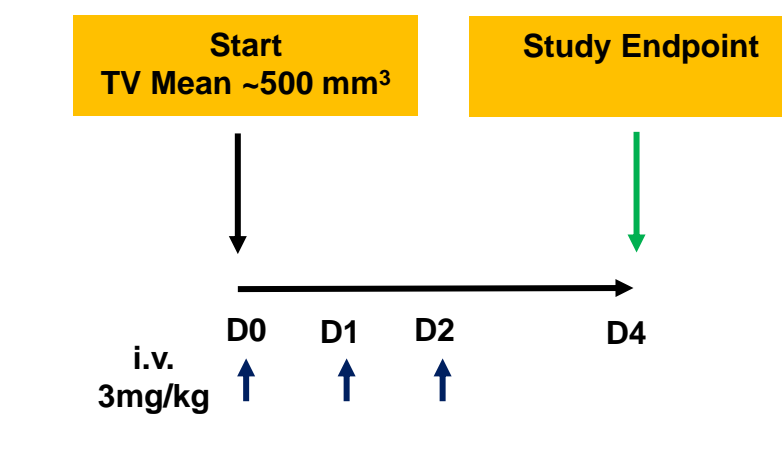 Start
TV Mean ~500 mm³
Study Endpoint
D0 D1 D2 D4
i.v.
3mg/kg